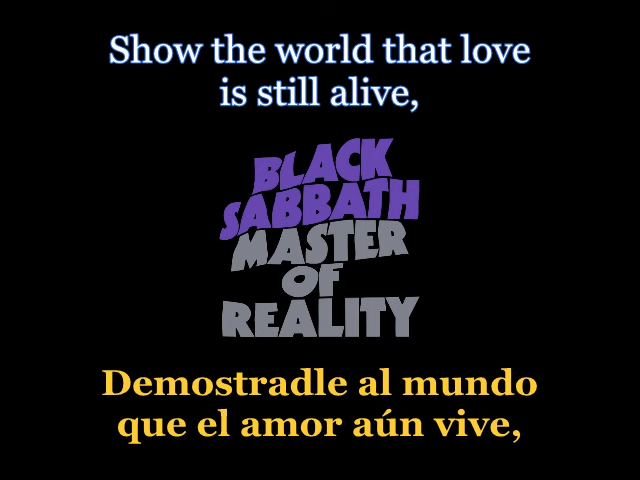 Show the world that love
is still alive,
BLACK
SABBATH
MASTER
OF
REALITY
Demostradle al mundo
que el amor aún vive,